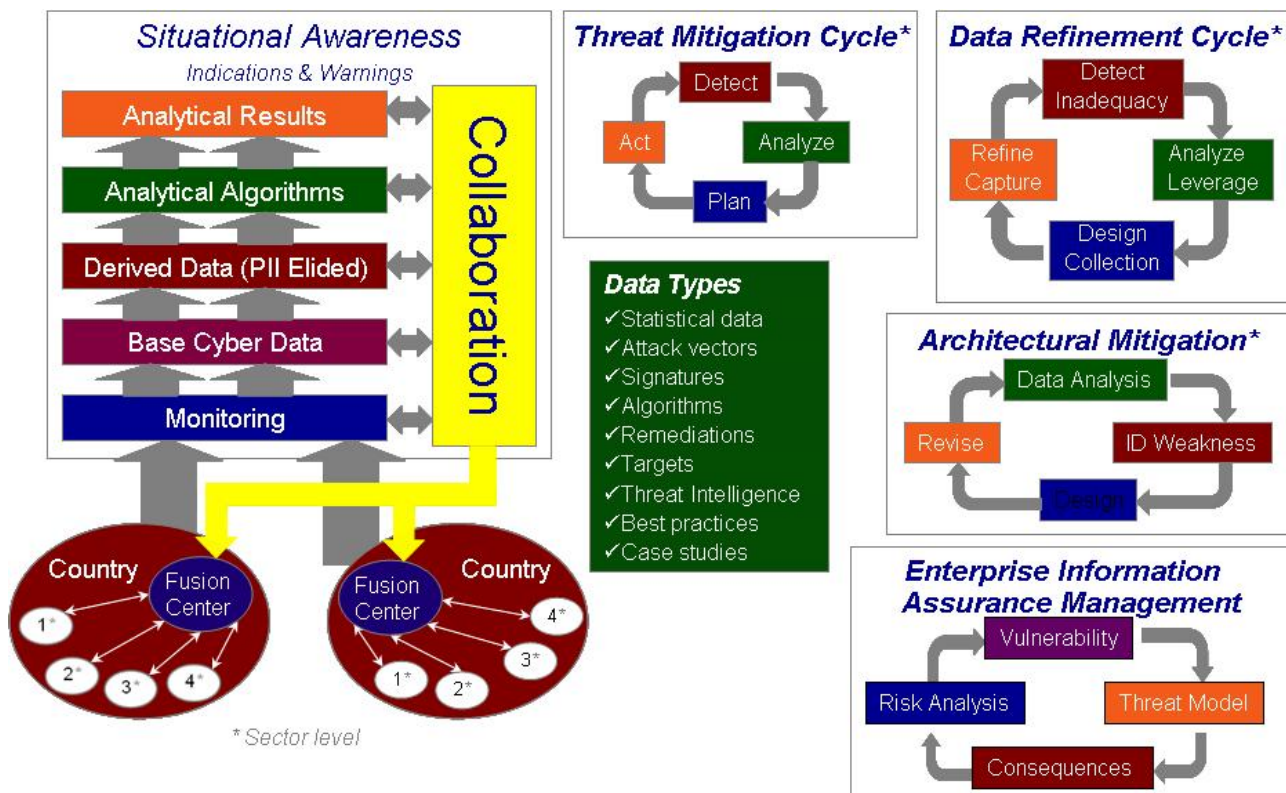 Situational Awareness
Indications & Warnings
Analytical Results
Analytical Algorithms
Derived Data (PII Elided)
Base Cyber Data
Monitoring
Collaboration
Country
Fusion
Center
1*
2*
3*
4*
Fusion
Center
Country
4*
3*
2*
1*
* Sector level
Threat Mitigation Cycle*
Detect
Analyze
Plan
Act
Data Types
✓Statistical data
✓Attack vectors
✓Signatures
✓Algorithms
✓Remediations
✓Targets
✓Threat Intelligence
✓Best practices
✓Case studies
Data Refinement Cycle*
Detect
Inadequacy
Analyze
Leverage
Design
Collection
Refine
Capture
Architectural Mitigation*
Data Analysis
ID Weakness
Design
Revise
Enterprise Information
Assurance Management
Vulnerability
Threat Model
Consequences
Risk Analysis